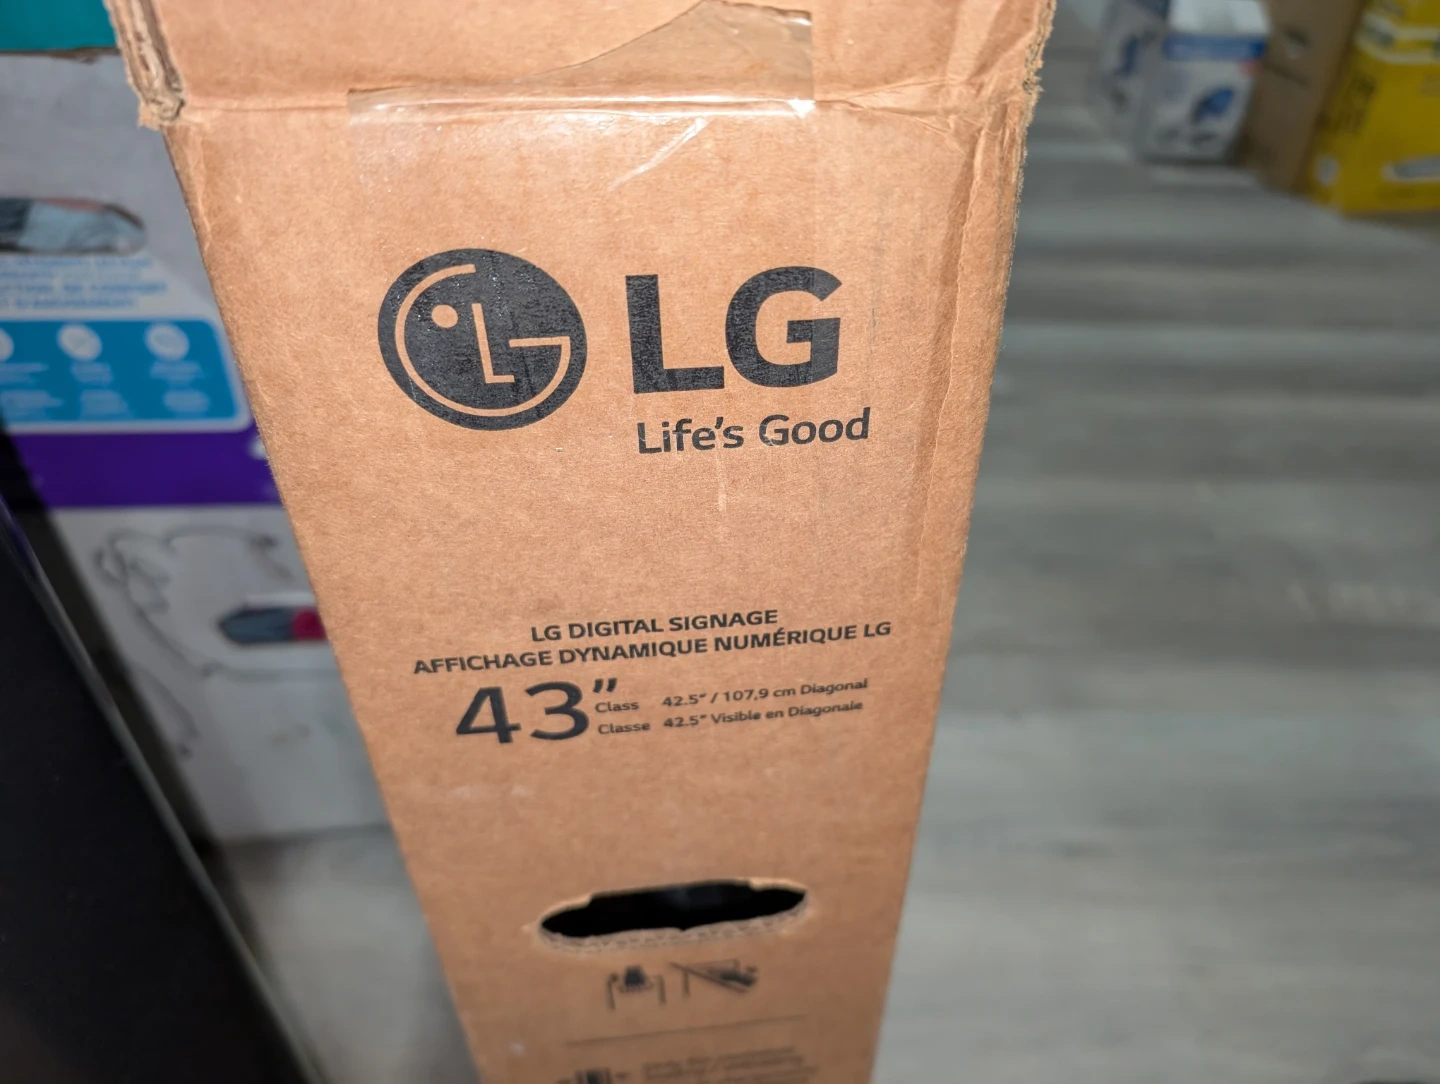 LG
Life's Good
LG DIGITAL SIGNAGE
AFFICHAGE DYNAMIQUE NUMÉRIQUE LG
43" Class 42.5" / 107,9 cm Diagonal
Classe 42.5" Visible en Diagonale